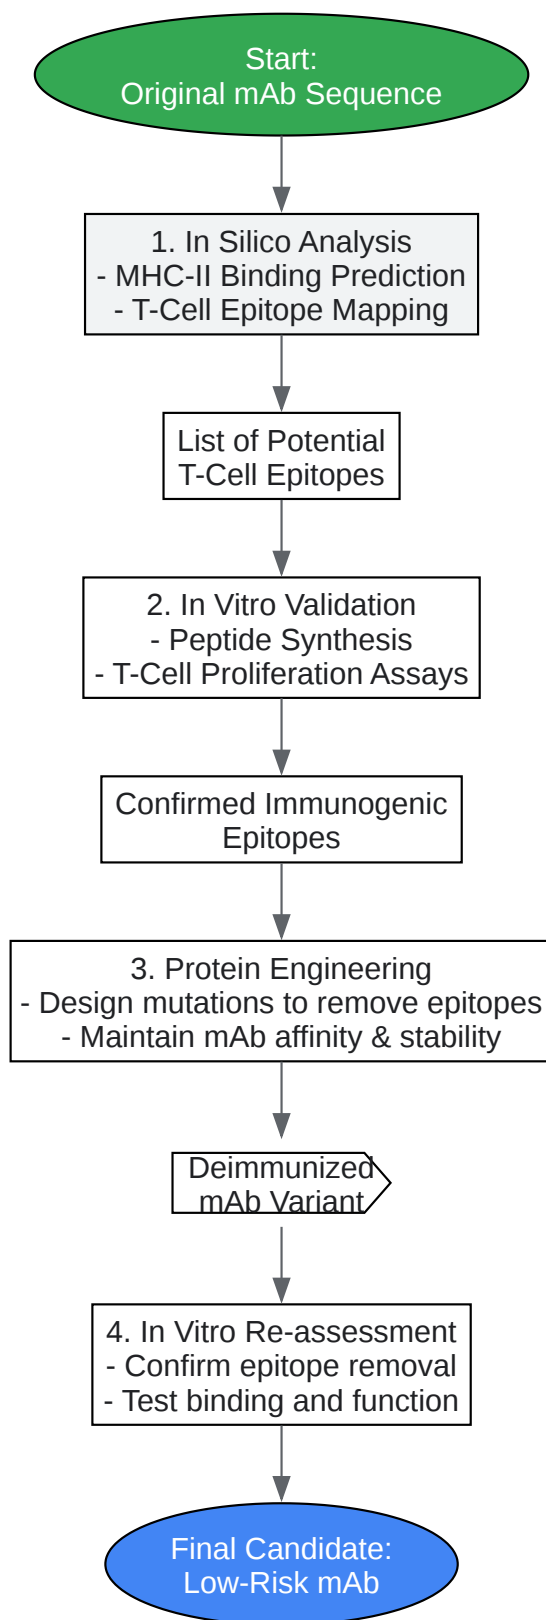 Start:
Original mAb Sequence
1. In Silico Analysis
- MHC-II Binding Prediction
- T-Cell Epitope Mapping
List of Potential
T-Cell Epitopes
2. In Vitro Validation
- Peptide Synthesis
- T-Cell Proliferation Assays
Confirmed Immunogenic
Epitopes
3. Protein Engineering
- Design mutations to remove epitopes
- Maintain mAb affinity & stability
Deimmunized
mAb Variant
4. In Vitro Re-assessment
- Confirm epitope removal
- Test binding and function
Final Candidate:
Low-Risk mAb